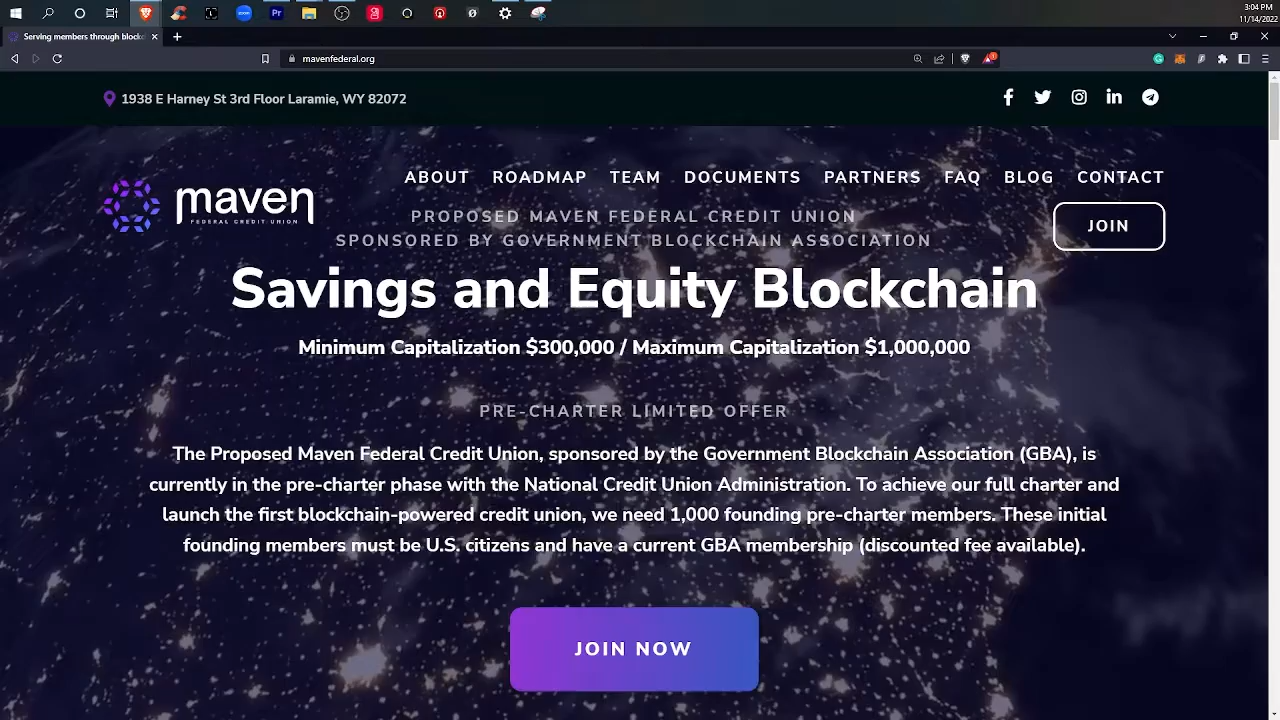 3:04 PM
11/14/2022
Serving members through blockc
mavenfederal.org
1938 E Harney St 3rd Floor Laramie, WY 82072
maven
FEDERAL CREDIT UNION
ABOUT ROADMAP TEAM DOCUMENTS PARTNERS FAQ BLOG CONTACT
JOIN
PROPOSED MAVEN FEDERAL CREDIT UNION
SPONSORED BY GOVERNMENT BLOCKCHAIN ASSOCIATION
Savings and Equity Blockchain
Minimum Capitalization $300,000 / Maximum Capitalization $1,000,000
PRE-CHARTER LIMITED OFFER
The Proposed Maven Federal Credit Union, sponsored by the Government Blockchain Association (GBA), is
currently in the pre-charter phase with the National Credit Union Administration. To achieve our full charter and
launch the first blockchain-powered credit union, we need 1,000 founding pre-charter members. These initial
founding members must be U.S. citizens and have a current GBA membership (discounted fee available).
JOIN NOW